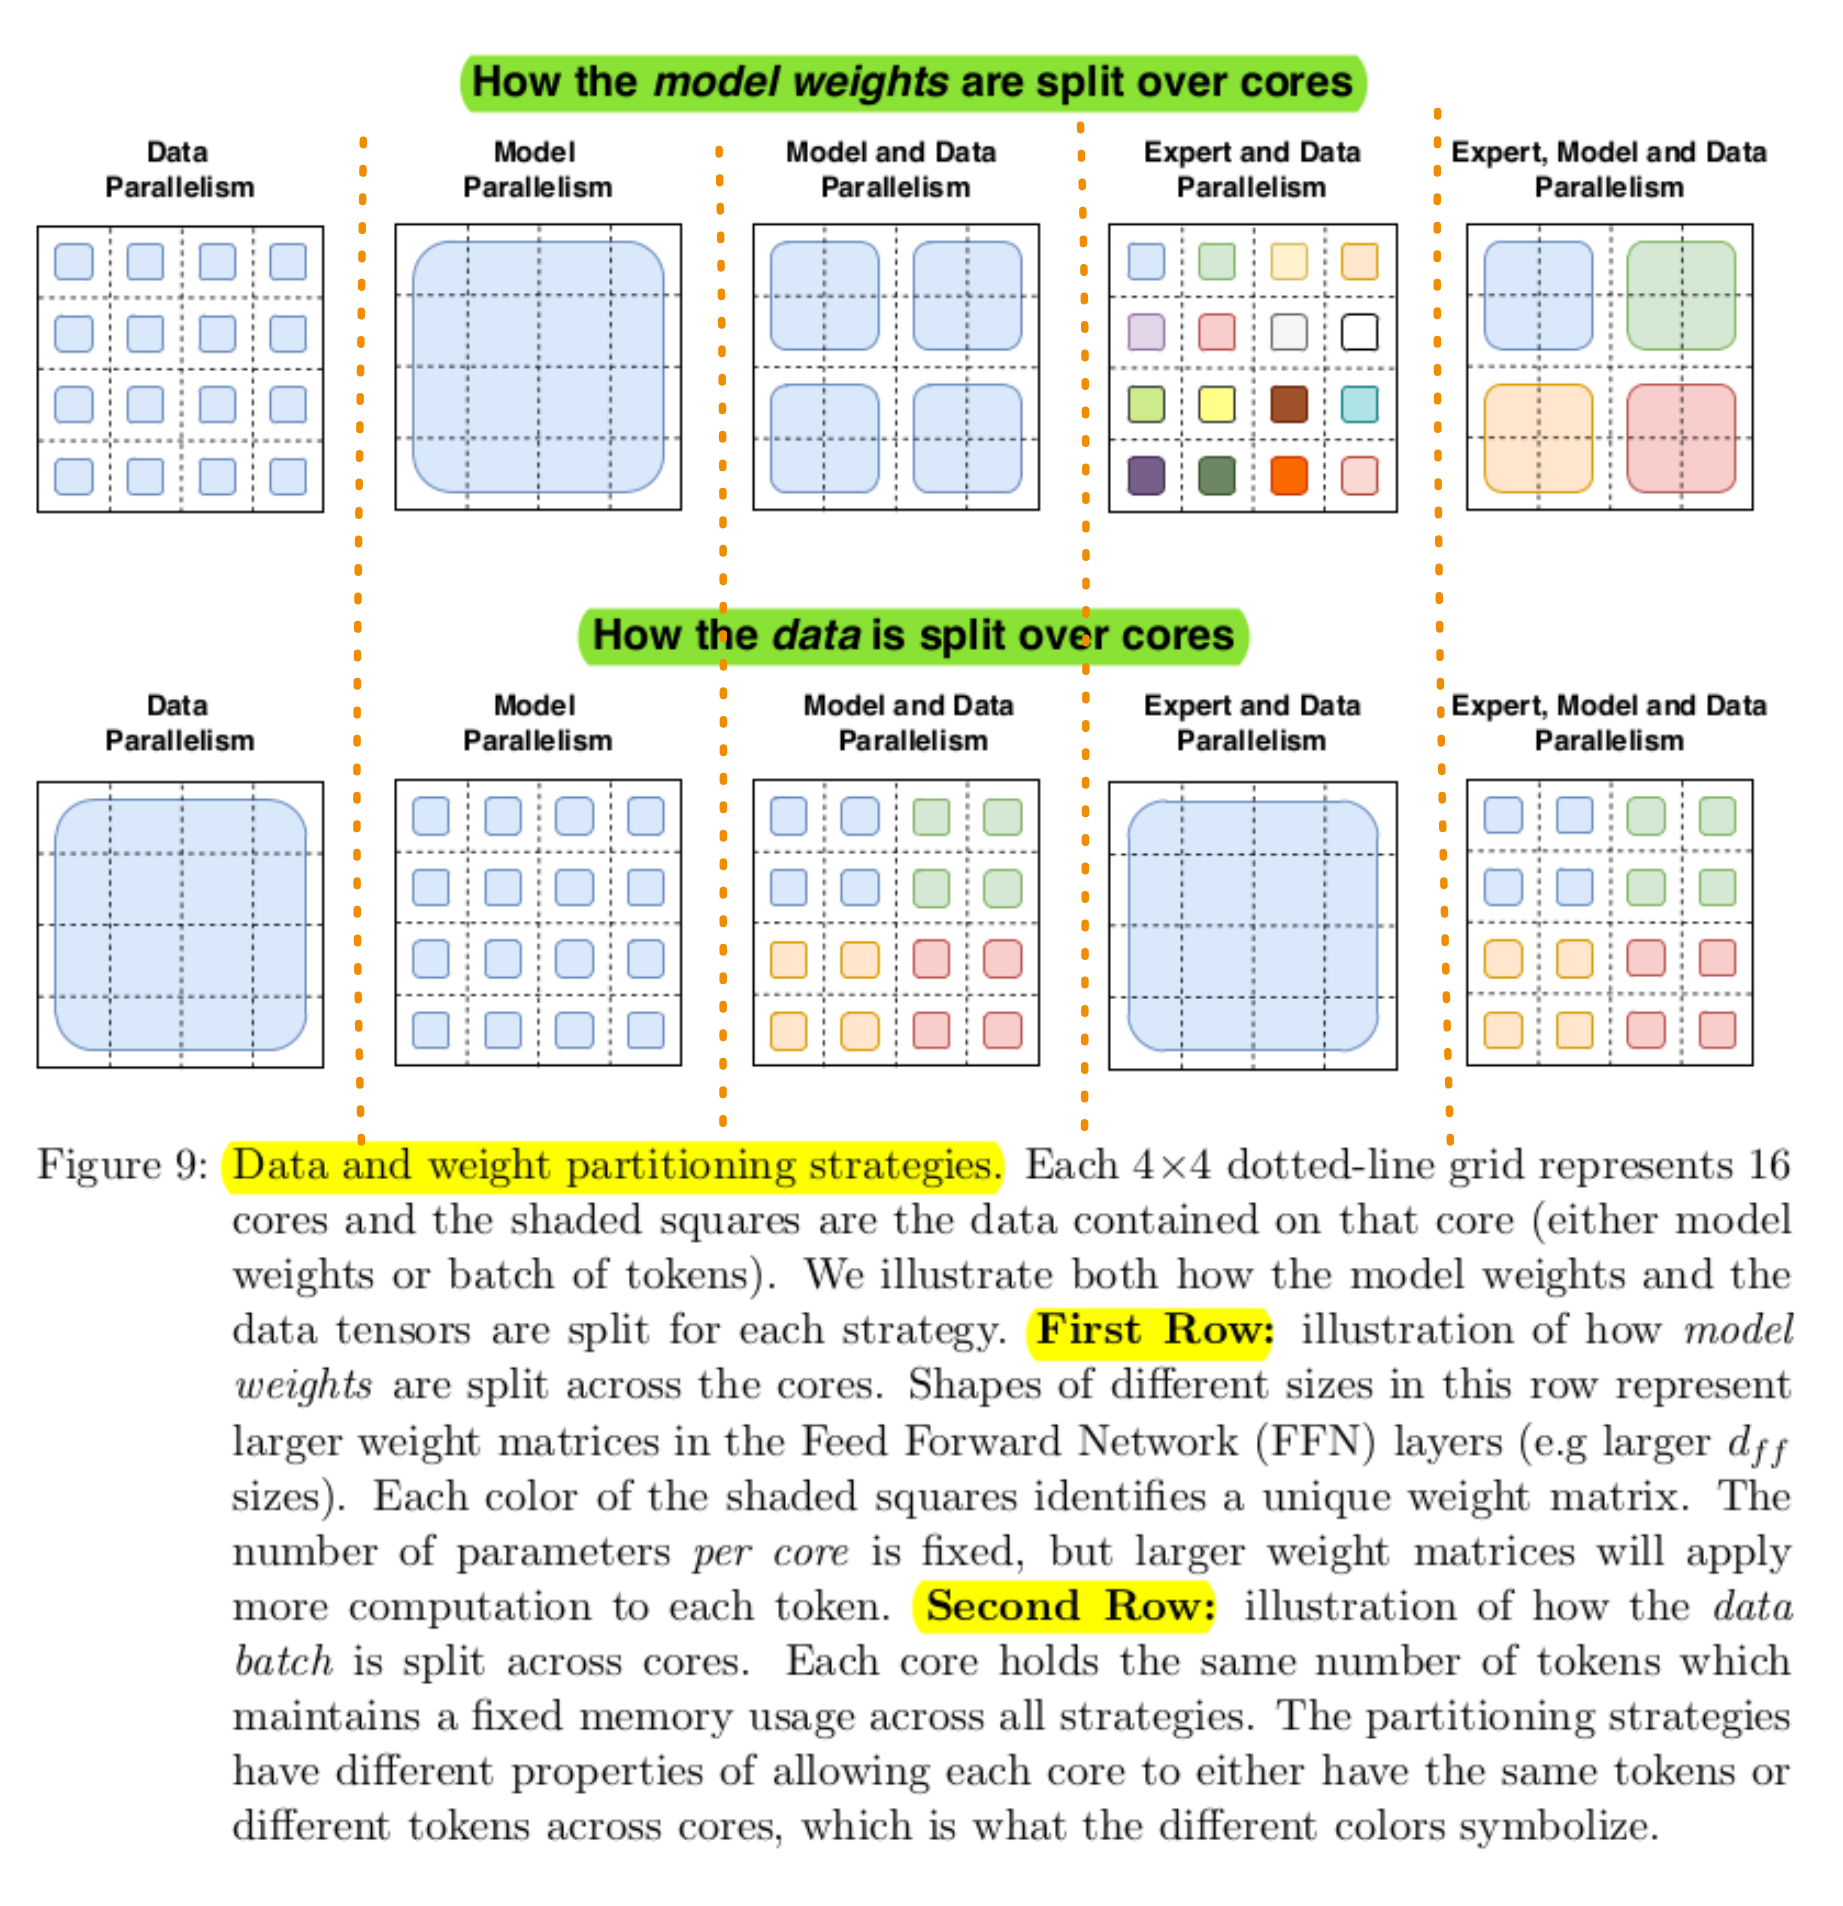 How the model weights are split over cores
Data
Parallelism
Model
Parallelism
Model and Data
Parallelism
Expert and Data
Parallelism
Expert, Model and Data
Parallelism
How the data is split over cores
Data
Parallelism
Model
Parallelism
Model and Data
Parallelism
Expert and Data
Parallelism
Expert, Model and Data
Parallelism
Figure 9: Data and weight partitioning strategies. Each 4×4 dotted-line grid represents 16
cores and the shaded squares are the data contained on that core (either model
weights or batch of tokens). We illustrate both how the model weights and the
data tensors are split for each strategy. First Row: illustration of how model
weights are split across the cores. Shapes of different sizes in this row represent
larger weight matrices in the Feed Forward Network (FFN) layers (e.g larger d_ff
sizes). Each color of the shaded squares identifies a unique weight matrix. The
number of parameters per core is fixed, but larger weight matrices will apply
more computation to each token. Second Row: illustration of how the data
batch is split across cores. Each core holds the same number of tokens which
maintains a fixed memory usage across all strategies. The partitioning strategies
have different properties of allowing each core to either have the same tokens or
different tokens across cores, which is what the different colors symbolize.